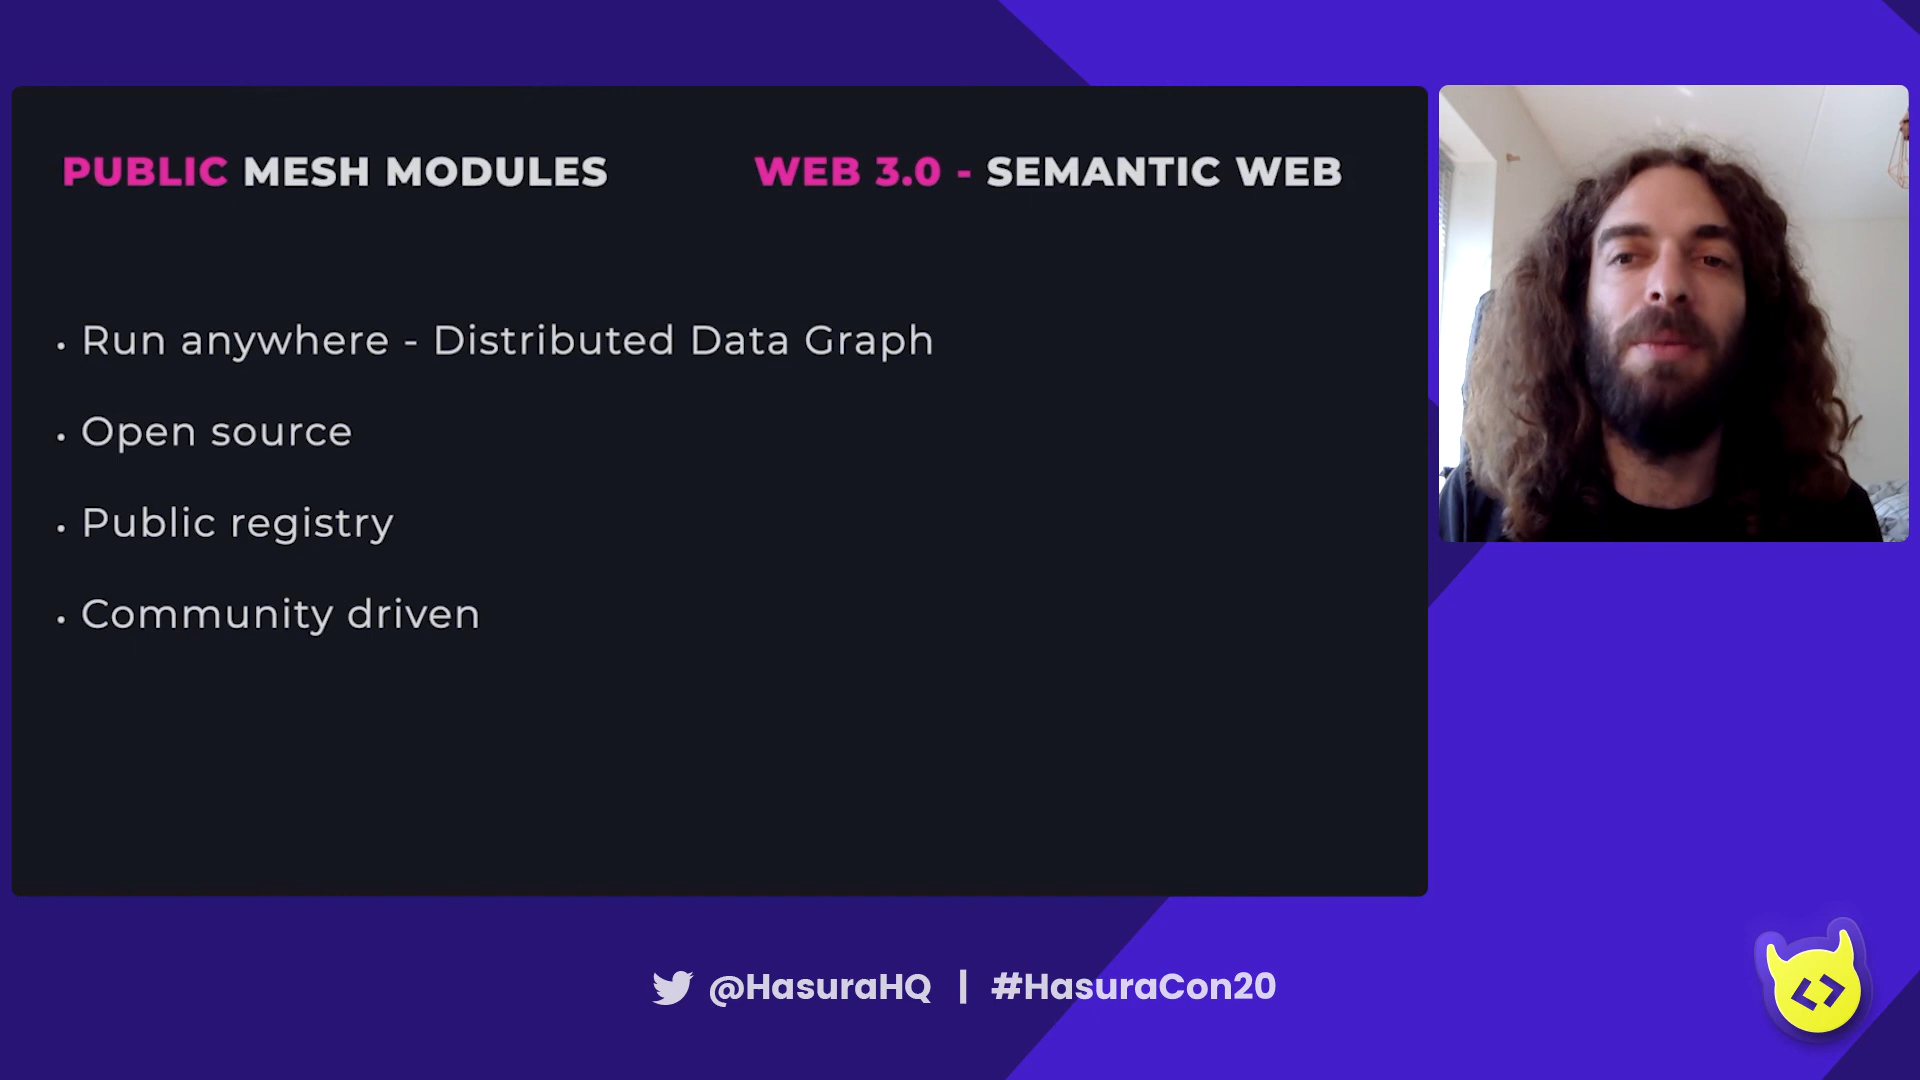 PUBLIC MESH MODULES
WEB 3.0 - SEMANTIC WEB
• Run anywhere - Distributed Data Graph
• Open source
• Public registry
• Community driven
@HasuraHQ | #HasuraCon20